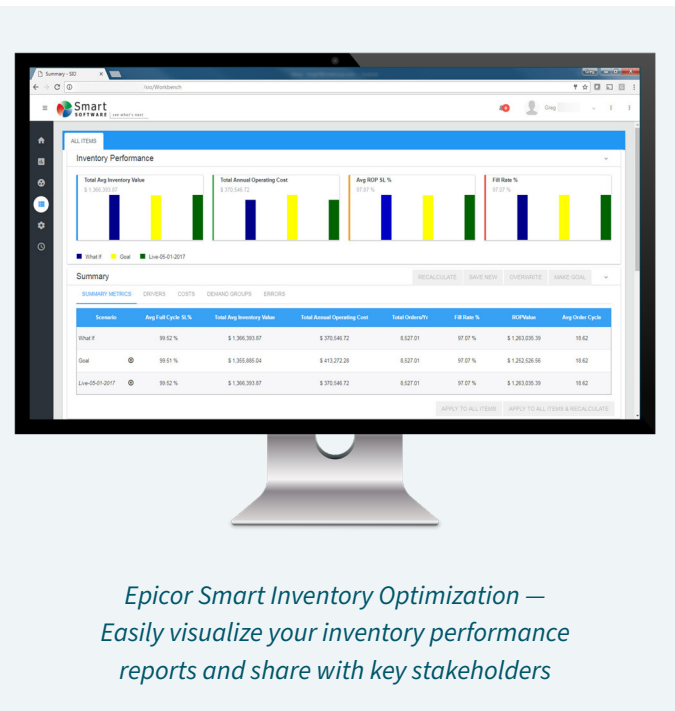 Summary - SIO
/sio/Workbench
Smart
SOFTWARE see what's next
Greg
ALL ITEMS
Inventory Performance
Total Avg Inventory Value
$ 1,366,393.87
Total Annual Operating Cost
$ 370,546.72
Avg ROP SL %
97.07 %
Fill Rate %
97.07 %
What If Goal Live-05-01-2017
Summary
RECALCULATE SAVE NEW OVERWRITE MAKE GOAL
SUMMARY METRICS DRIVERS COSTS DEMAND GROUPS ERRORS
Scenario Avg Full Cycle SL% Total Avg Inventory Value Total Annual Operating Cost Total Orders/Yr Fill Rate % ROPValue Avg Order Cycle
What If 99.52 % $ 1,366,393.87 $ 370,546.72 8,527.01 97.07 % $ 1,263,035.39 18.62
Goal 99.51 % $ 1,355,885.04 $ 413,272.28 8,527.01 97.07 % $ 1,252,526.56 18.62
Live-05-01-2017 99.52 % $ 1,366,393.87 $ 370,546.72 8,527.01 97.07 % $ 1,263,035.39 18.62
APPLY TO ALL ITEMS APPLY TO ALL ITEMS & RECALCULATE
Epicor Smart Inventory Optimization —
Easily visualize your inventory performance
reports and share with key stakeholders